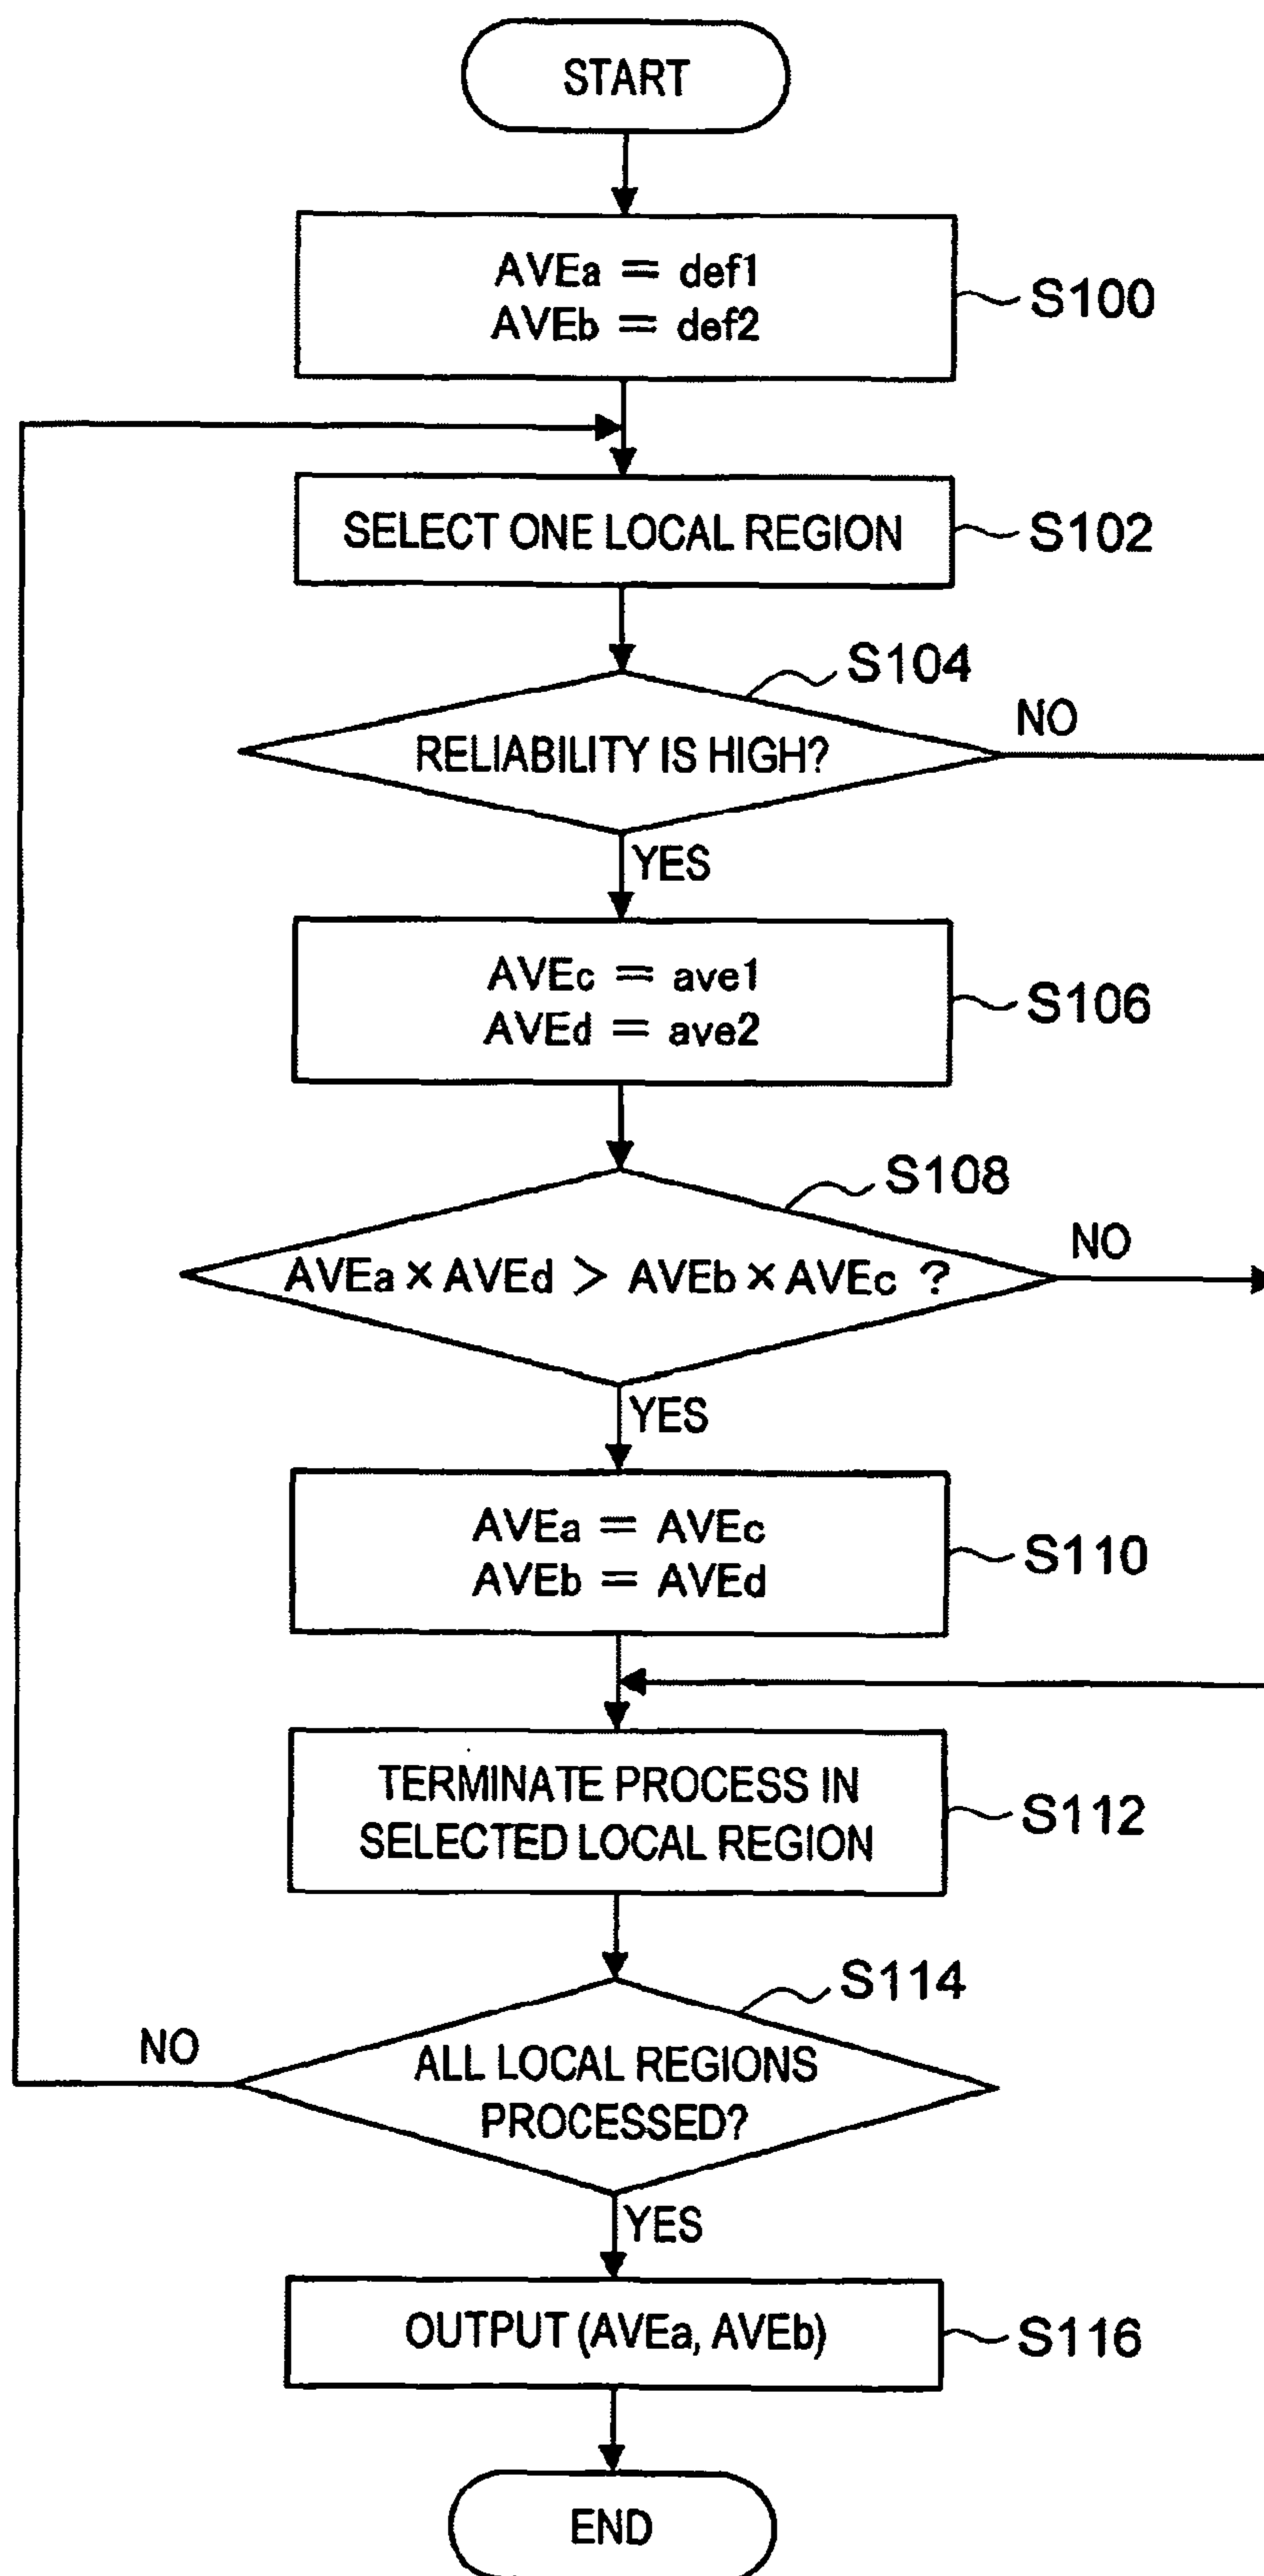 START
AVEa = def1
AVEb = def2
S100
SELECT ONE LOCAL REGION
S102
S104
RELIABILITY IS HIGH?
NO
YES
AVEc = ave1
AVEd = ave2
S106
S108
AVEa × AVEd > AVEb × AVEc ?
NO
YES
AVEa = AVEc
AVEb = AVEd
S110
TERMINATE PROCESS IN
SELECTED LOCAL REGION
S112
S114
NO
ALL LOCAL REGIONS
PROCESSED?
YES
OUTPUT (AVEa, AVEb)
S116
END